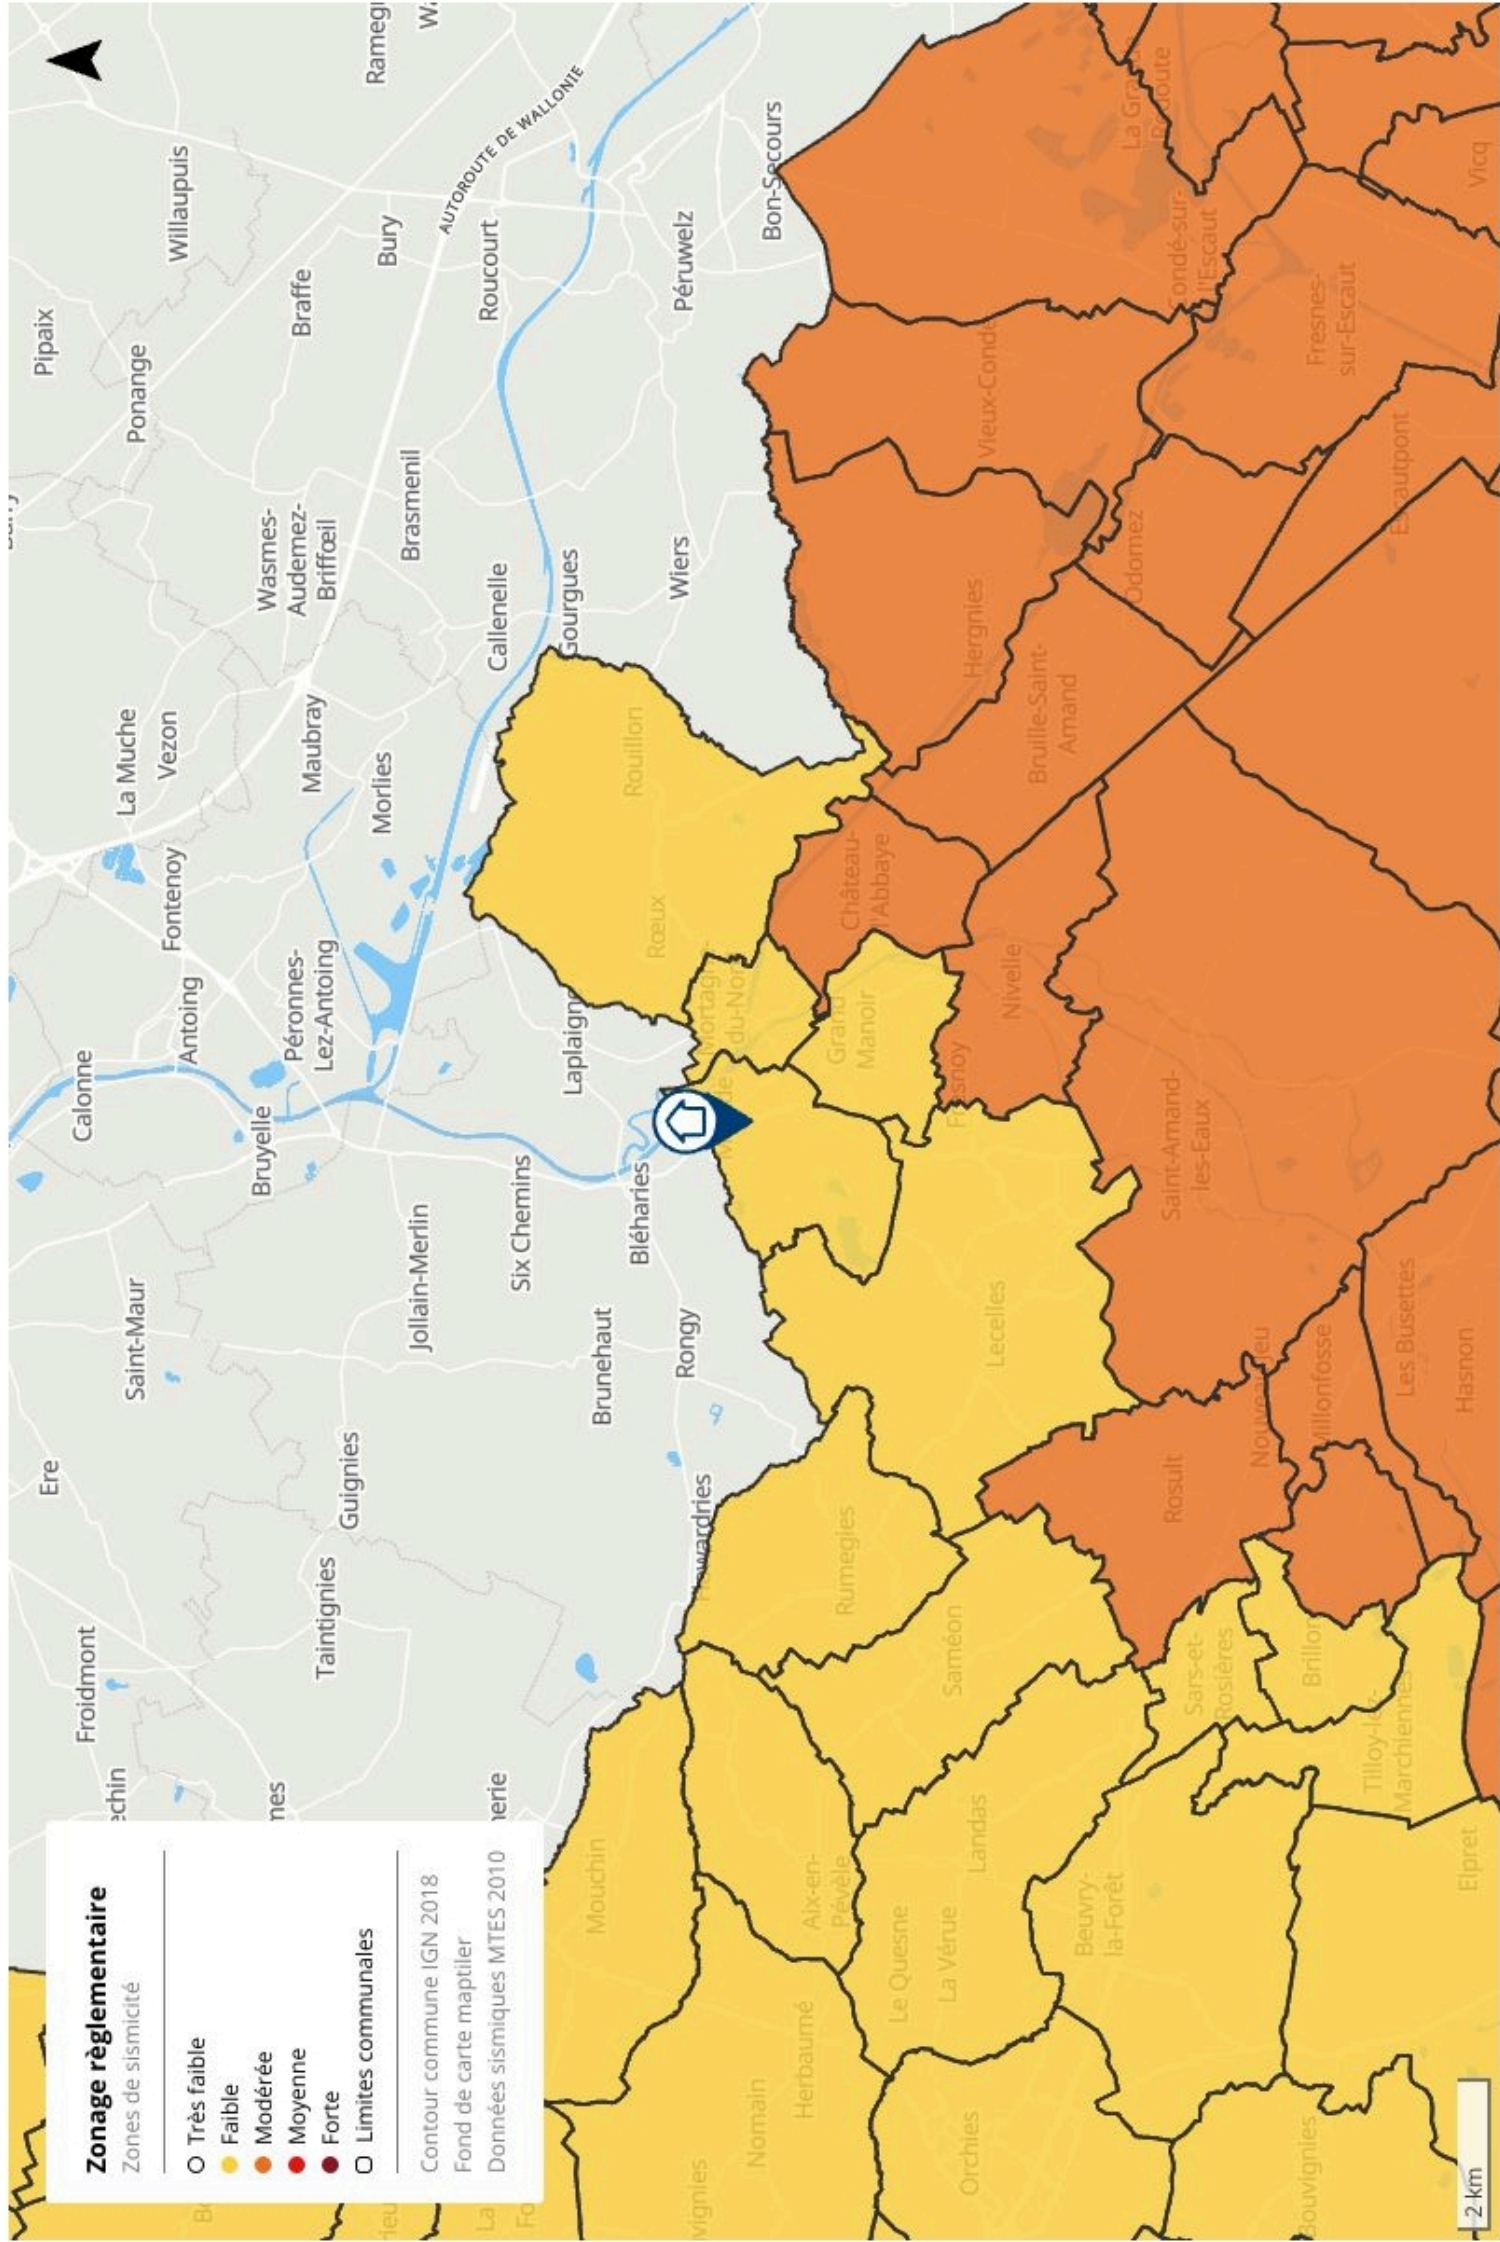 Zonage règlementaire
Zones de sismicité
Très faible
Faible
Modérée
Moyenne
Forte
Limites communales
Contour commune IGN 2018
Fond de carte maptiler
Données sismiques MTES 2010
Froidmont
Ere
Saint-Maur
Calonne
Antoing
Fontenoy
La Muche
Vezon
Pipaix
Ponange
Willaupuis
Braffe
Bury
AUTOROUTE DE WALLONIE
Roucourt
Wasmes-
Audemez-
Briffœil
Brasmenil
Maubray
Morlies
Callenelle
Péronnes-
Lez-Antoing
Bruyelle
Guignies
Taintignies
Jollain-Merlin
Six Chemins
Laplaigne
Bléharies
Brunehaut
Rongy
Howardries
Wiers
Péruwelz
Bon-Secours
Rouillon
Rœux
Mortagne-
du-Nord
Château-
l'Abbaye
Grand
Manoir
Nivelle
Hergnies
Bruille-Saint-
Amand
Odomez
Vieux-Condé
Condé-sur-
l'Escaut
Fresnes-
sur-Escaut
Escautpont
Vicq
Saint-Amand-
les-Eaux
Lecelles
Rumegies
Rosult
Millonfosse
Les Busettes
Hasnon
Saméon
Sars-et-
Rosières
Brillon
Tilloy-lez-
Marchiennes
Elpret
Mouchin
Aix-en-
Pévèle
Landas
Le Quesne
La Vérue
Beuvry-
la-Forêt
Herbaumé
Nomain
Orchies
Bouvignies
2 km